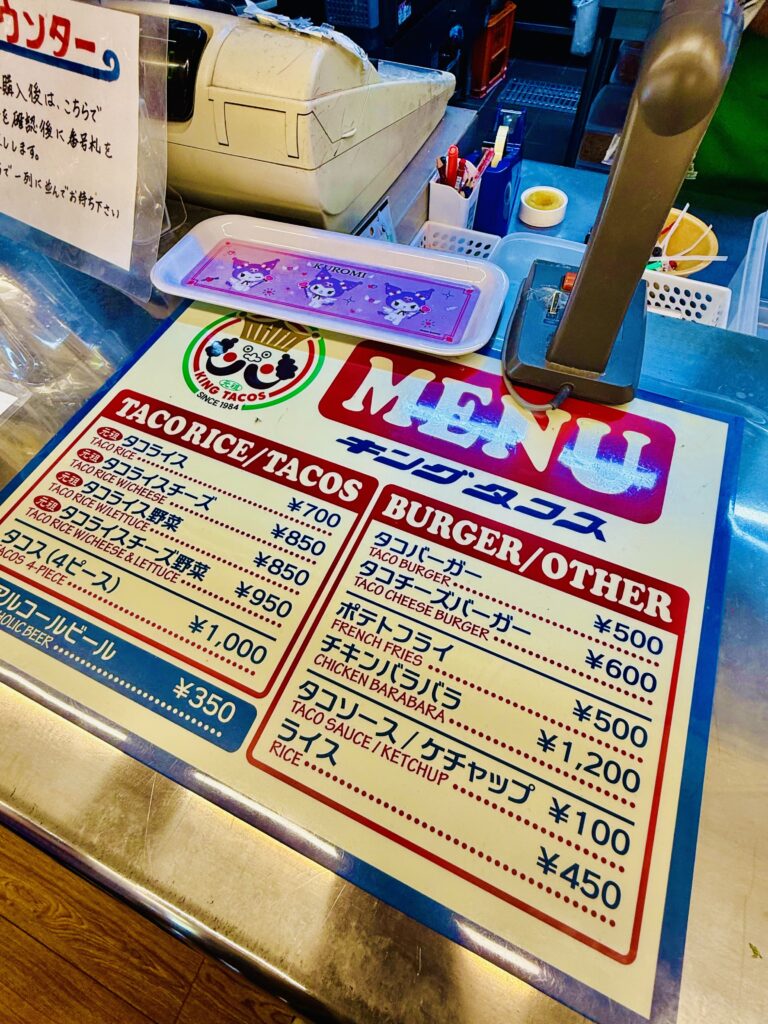 ウンター
購入後は、こちらで
を確認後に番号札を
します。
で一列に並んでお待ち下さい
KUROMI
元祖
KING TACOS
SINCE 1984
MENU
キングタコス
TACORICE/TACOS
元祖 タコライス
TACO RICE ¥700
元祖 タコライスチーズ
TACO RICE W/CHEESE ¥850
元祖 タコライス野菜
TACO RICE W/LETTUCE ¥850
元祖 タコライスチーズ野菜
TACO RICE W/CHEESE & LETTUCE ¥950
タコス(4ピース)
TACOS 4-PIECE ¥1,000
アルコールビール
HOLIC BEER ¥350
BURGER/OTHER
タコバーガー
TACO BURGER ¥500
タコチーズバーガー
TACO CHEESE BURGER ¥600
ポテトフライ
FRENCH FRIES ¥500
チキンバラバラ
CHICKEN BARABARA ¥1,200
タコソース/ケチャップ
TACO SAUCE / KETCHUP ¥100
ライス
RICE ¥450